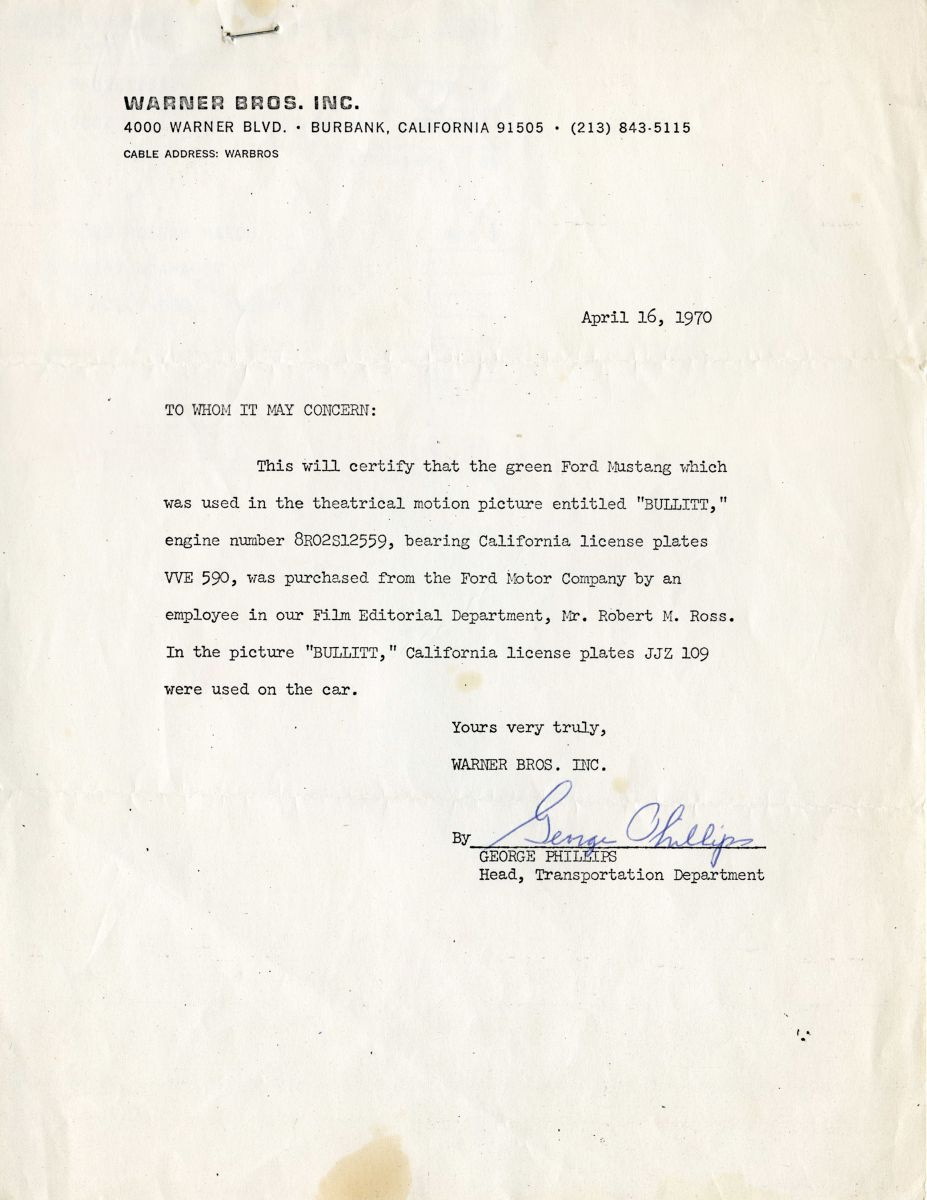 WARNER BROS. INC.
4000 WARNER BLVD. • BURBANK, CALIFORNIA 91505 • (213) 843-5115
CABLE ADDRESS: WARBROS
April 16, 1970
TO WHOM IT MAY CONCERN:
This will certify that the green Ford Mustang which
was used in the theatrical motion picture entitled "BULLITT,"
engine number 8R02S12559, bearing California license plates
VVE 590, was purchased from the Ford Motor Company by an
employee in our Film Editorial Department, Mr. Robert M. Ross.
In the picture "BULLITT," California license plates JJZ 109
were used on the car.
Yours very truly,
WARNER BROS. INC.
By George Phillips
GEORGE PHILLIPS
Head, Transportation Department